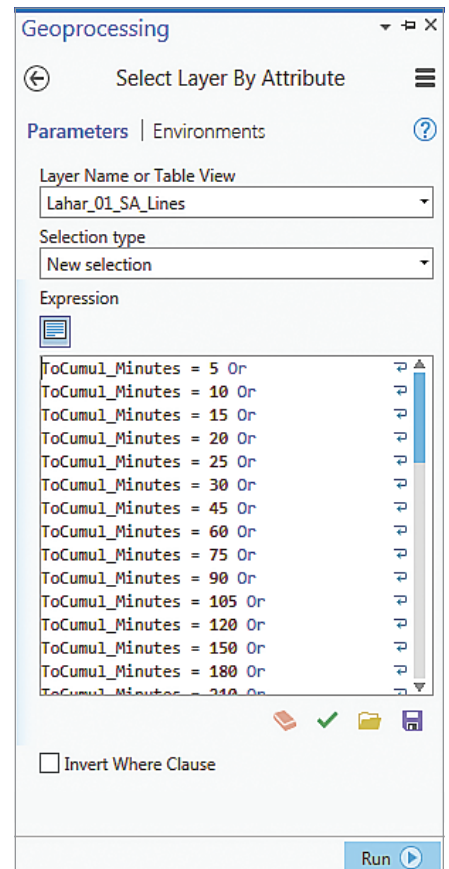 Geoprocessing
Select Layer By Attribute
Parameters | Environments
Layer Name or Table View
Lahar_01_SA_Lines
Selection type
New selection
Expression
ToCumul_Minutes = 5 Or
ToCumul_Minutes = 10 Or
ToCumul_Minutes = 15 Or
ToCumul_Minutes = 20 Or
ToCumul_Minutes = 25 Or
ToCumul_Minutes = 30 Or
ToCumul_Minutes = 45 Or
ToCumul_Minutes = 60 Or
ToCumul_Minutes = 75 Or
ToCumul_Minutes = 90 Or
ToCumul_Minutes = 105 Or
ToCumul_Minutes = 120 Or
ToCumul_Minutes = 150 Or
ToCumul_Minutes = 180 Or
ToCumul_Minutes = 210 Or
Invert Where Clause
Run